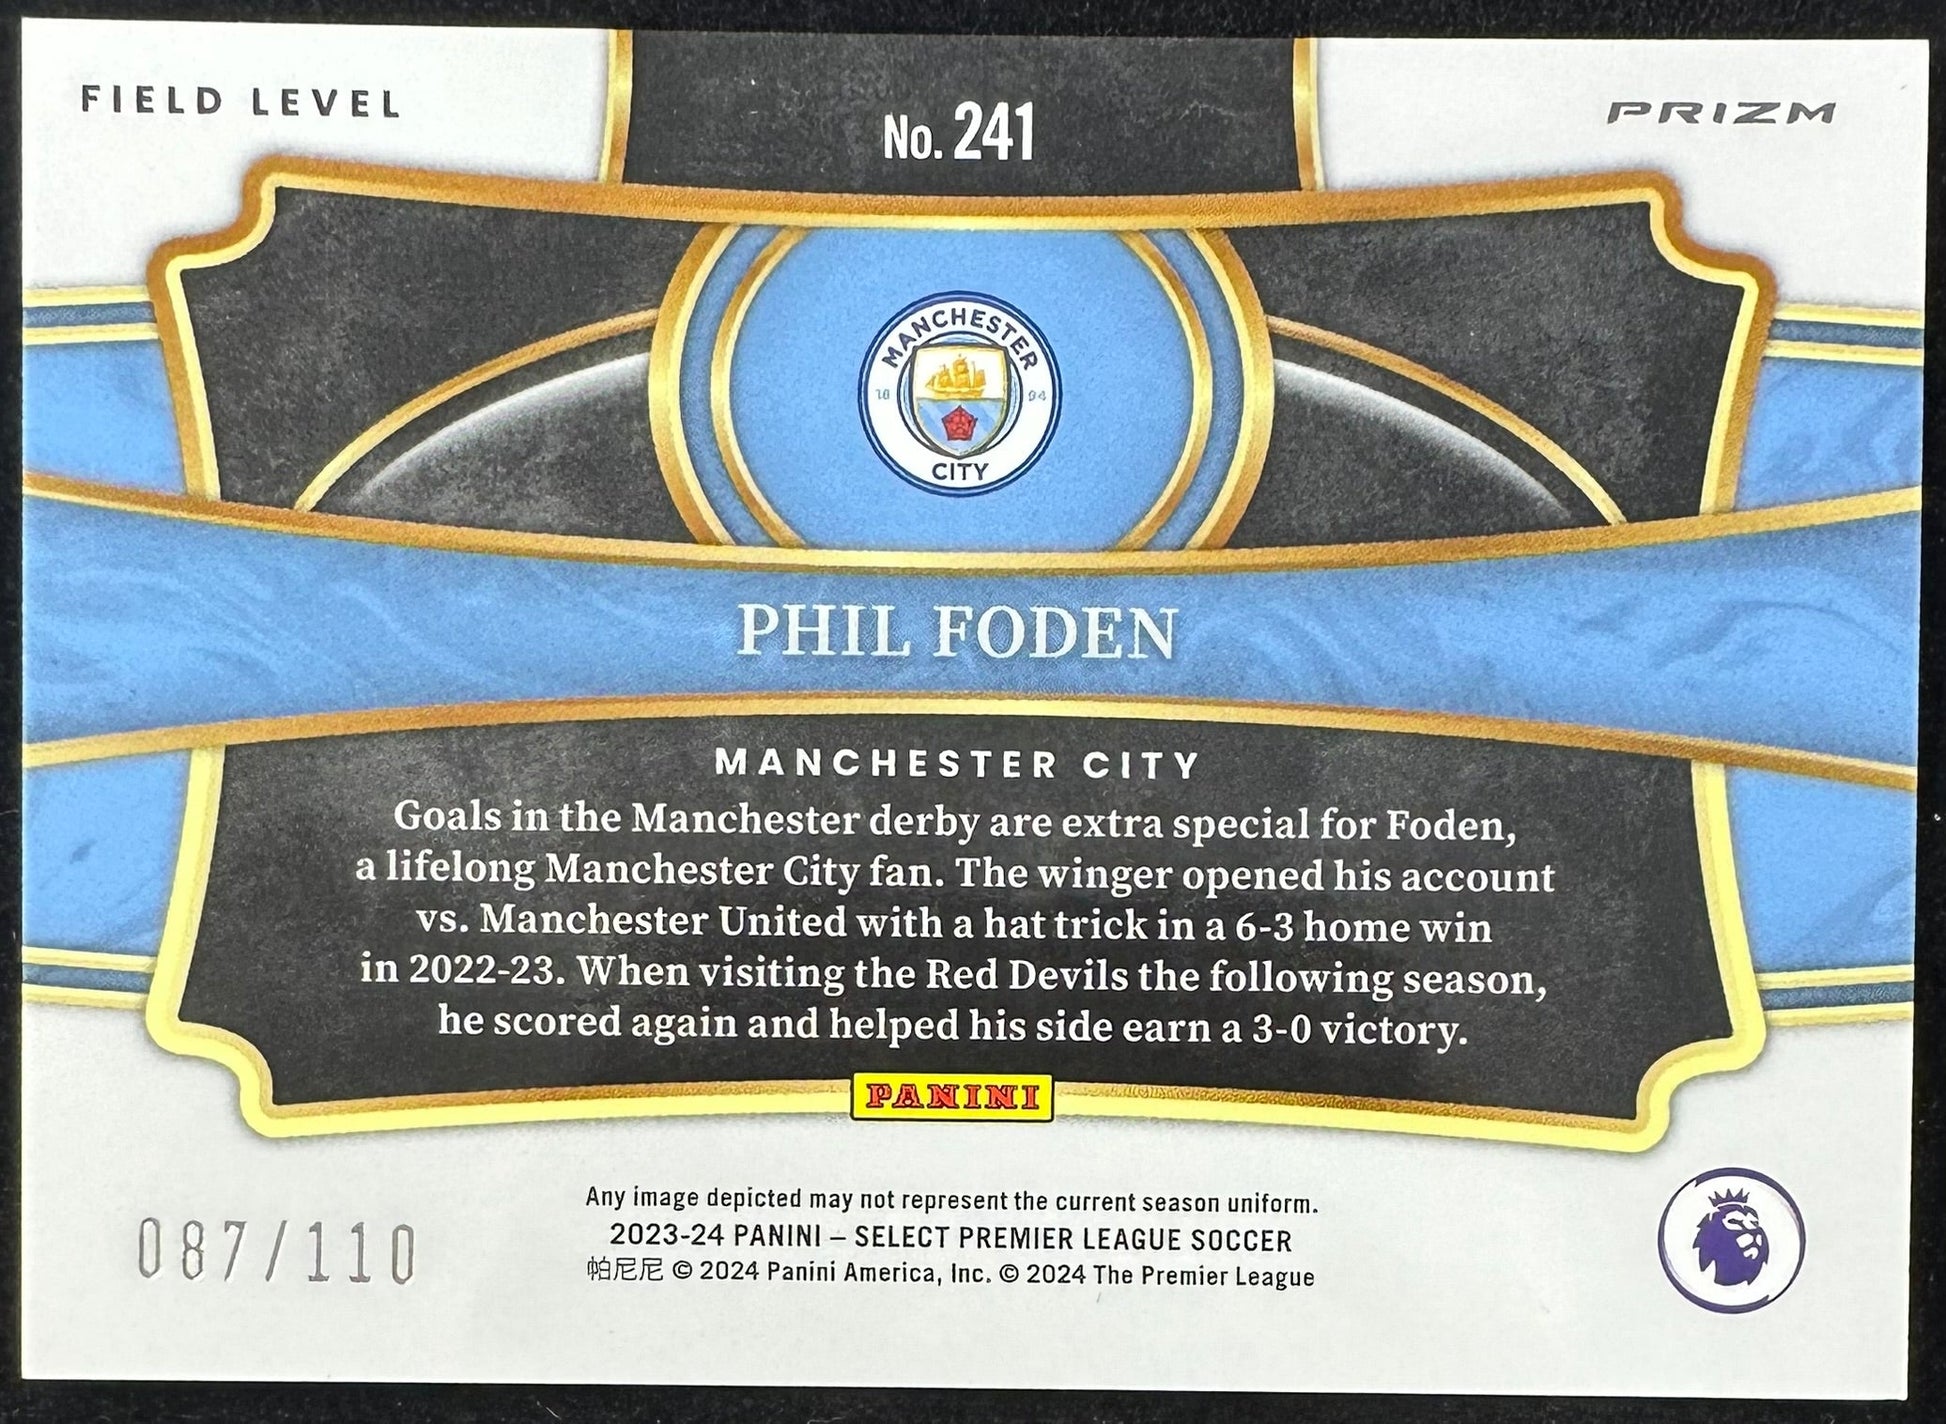 FIELD LEVEL
No. 241
PRIZM
MANCHESTER
18 94
CITY
PHIL FODEN
MANCHESTER CITY
Goals in the Manchester derby are extra special for Foden,
a lifelong Manchester City fan. The winger opened his account
vs. Manchester United with a hat trick in a 6-3 home win
in 2022-23. When visiting the Red Devils the following season,
he scored again and helped his side earn a 3-0 victory.
PANINI
Any image depicted may not represent the current season uniform.
2023-24 PANINI – SELECT PREMIER LEAGUE SOCCER
帕尼尼 © 2024 Panini America, Inc. © 2024 The Premier League
087/110